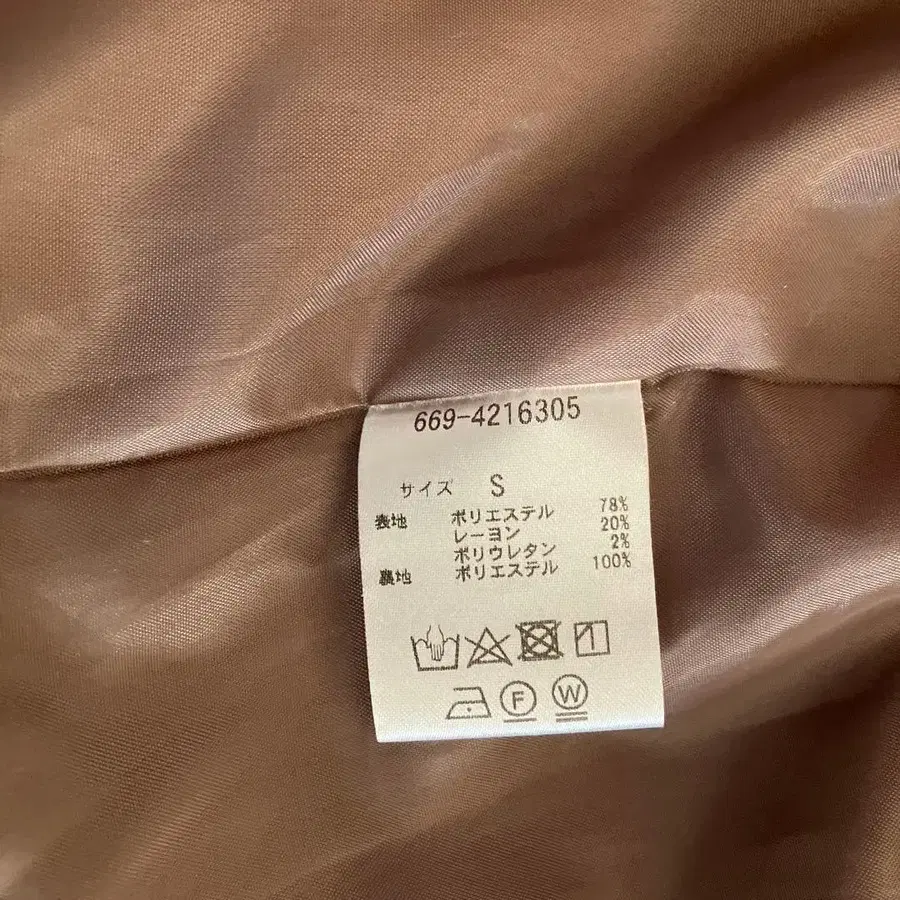 669-4216305
サイズ S
表地 ポリエステル 78%
レーヨン 20%
ポリウレタン 2%
裏地 ポリエステル 100%
F W